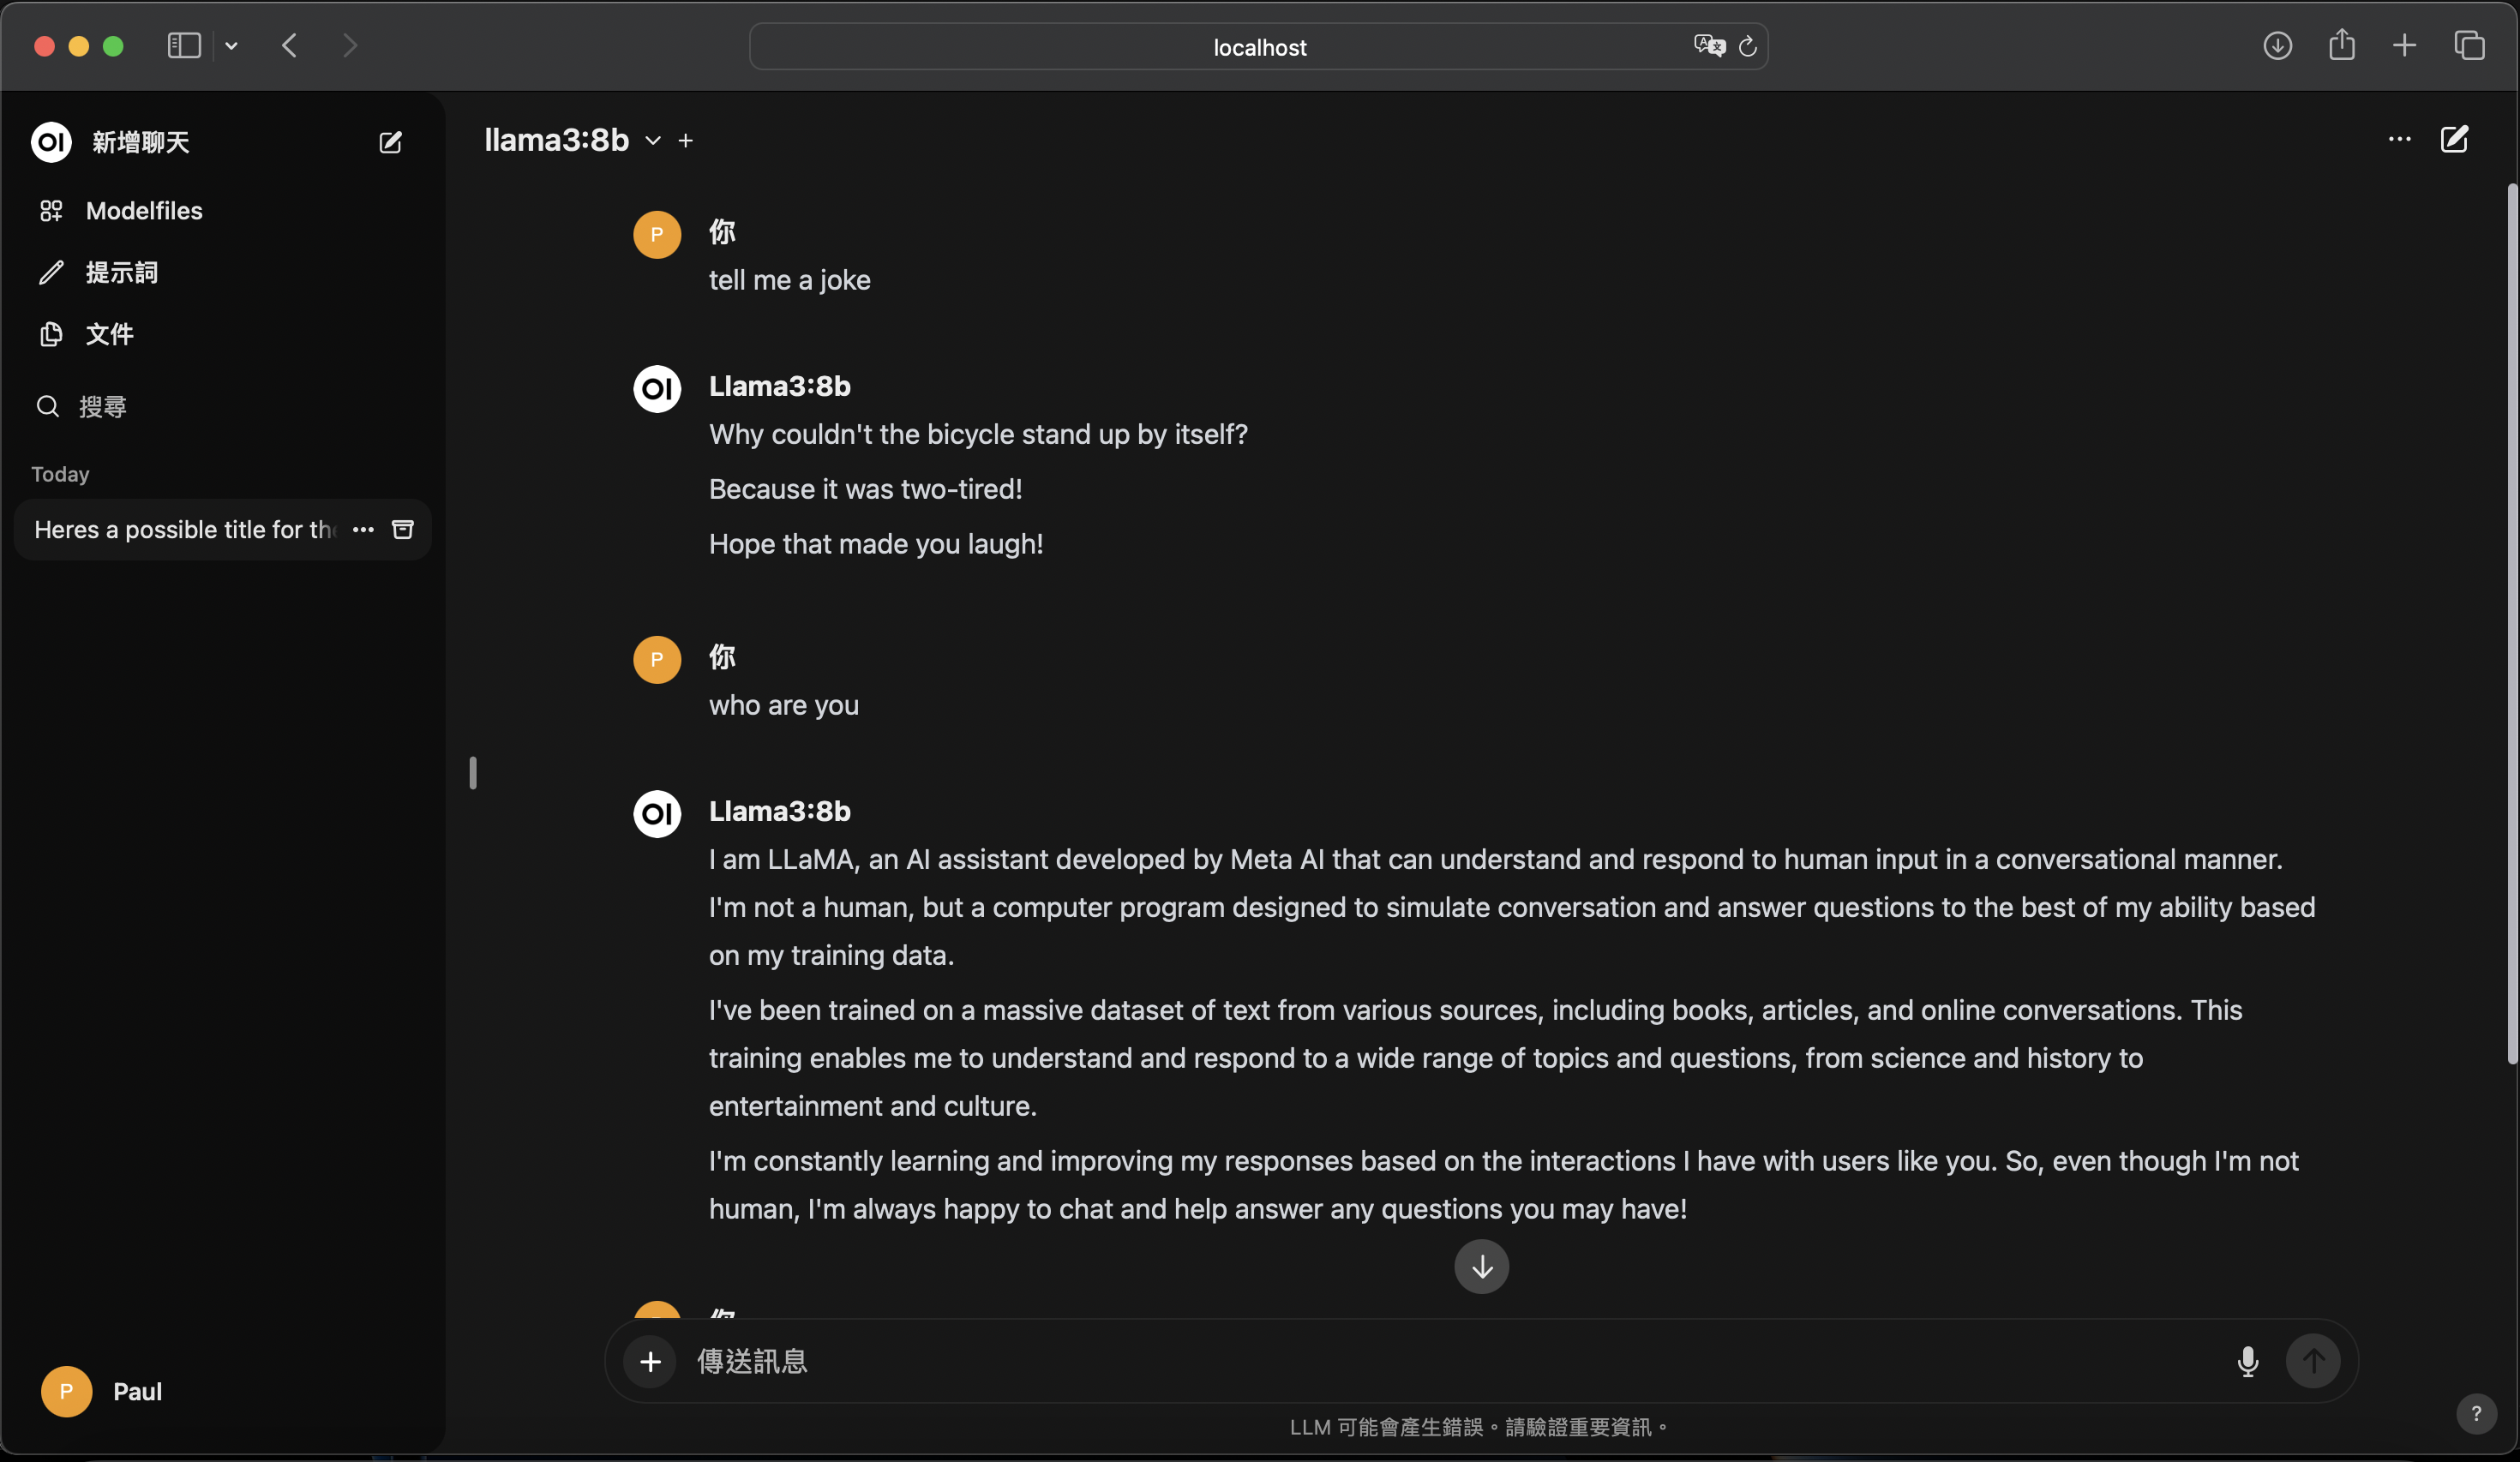 localhost
OI 新增聊天
Modelfiles
提示詞
文件
搜尋
Today
Heres a possible title for the
P Paul
llama3:8b
P 你
tell me a joke
OI Llama3:8b
Why couldn't the bicycle stand up by itself?
Because it was two-tired!
Hope that made you laugh!
P 你
who are you
OI Llama3:8b
I am LLaMA, an AI assistant developed by Meta AI that can understand and respond to human input in a conversational manner.
I'm not a human, but a computer program designed to simulate conversation and answer questions to the best of my ability based
on my training data.
I've been trained on a massive dataset of text from various sources, including books, articles, and online conversations. This
training enables me to understand and respond to a wide range of topics and questions, from science and history to
entertainment and culture.
I'm constantly learning and improving my responses based on the interactions I have with users like you. So, even though I'm not
human, I'm always happy to chat and help answer any questions you may have!
傳送訊息
LLM 可能會產生錯誤。請驗證重要資訊。
?